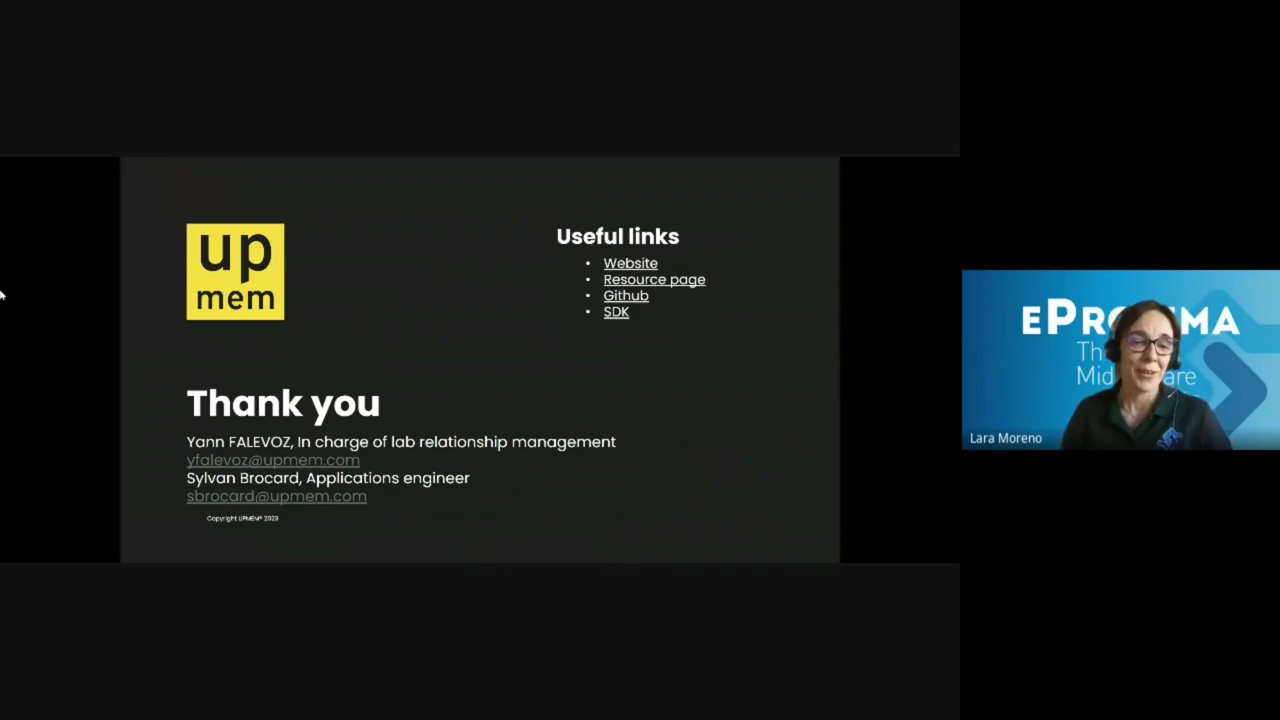 up
mem
Useful links
• Website
• Resource page
• Github
• SDK
Thank you
Yann FALEVOZ, In charge of lab relationship management
yfalevoz@upmem.com
Sylvan Brocard, Applications engineer
sbrocard@upmem.com
Copyright UPMEM® 2023
Lara Moreno